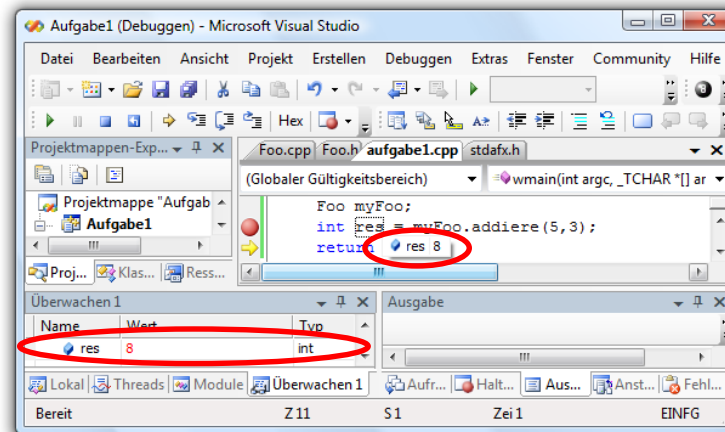 Aufgabe1 (Debuggen) - Microsoft Visual Studio
Datei Bearbeiten Ansicht Projekt Erstellen Debuggen Extras Fenster Community Hilfe
Hex
Projektmappen-Exp...
Foo.cpp Foo.h aufgabe1.cpp stdafx.h
(Globaler Gültigkeitsbereich) wmain(int argc, _TCHAR *[] ar
Projektmappe "Aufgab
Aufgabe1
Foo myFoo;
int res = myFoo.addiere(5,3);
return
res 8
Proj... Klas... Ress...
Überwachen 1
Ausgabe
Name Wert Typ
res 8 int
Lokal Threads Module Überwachen 1
Aufr... Halt... Aus... Anst... Fehl...
Bereit Z 11 S 1 Zei 1 EINFG